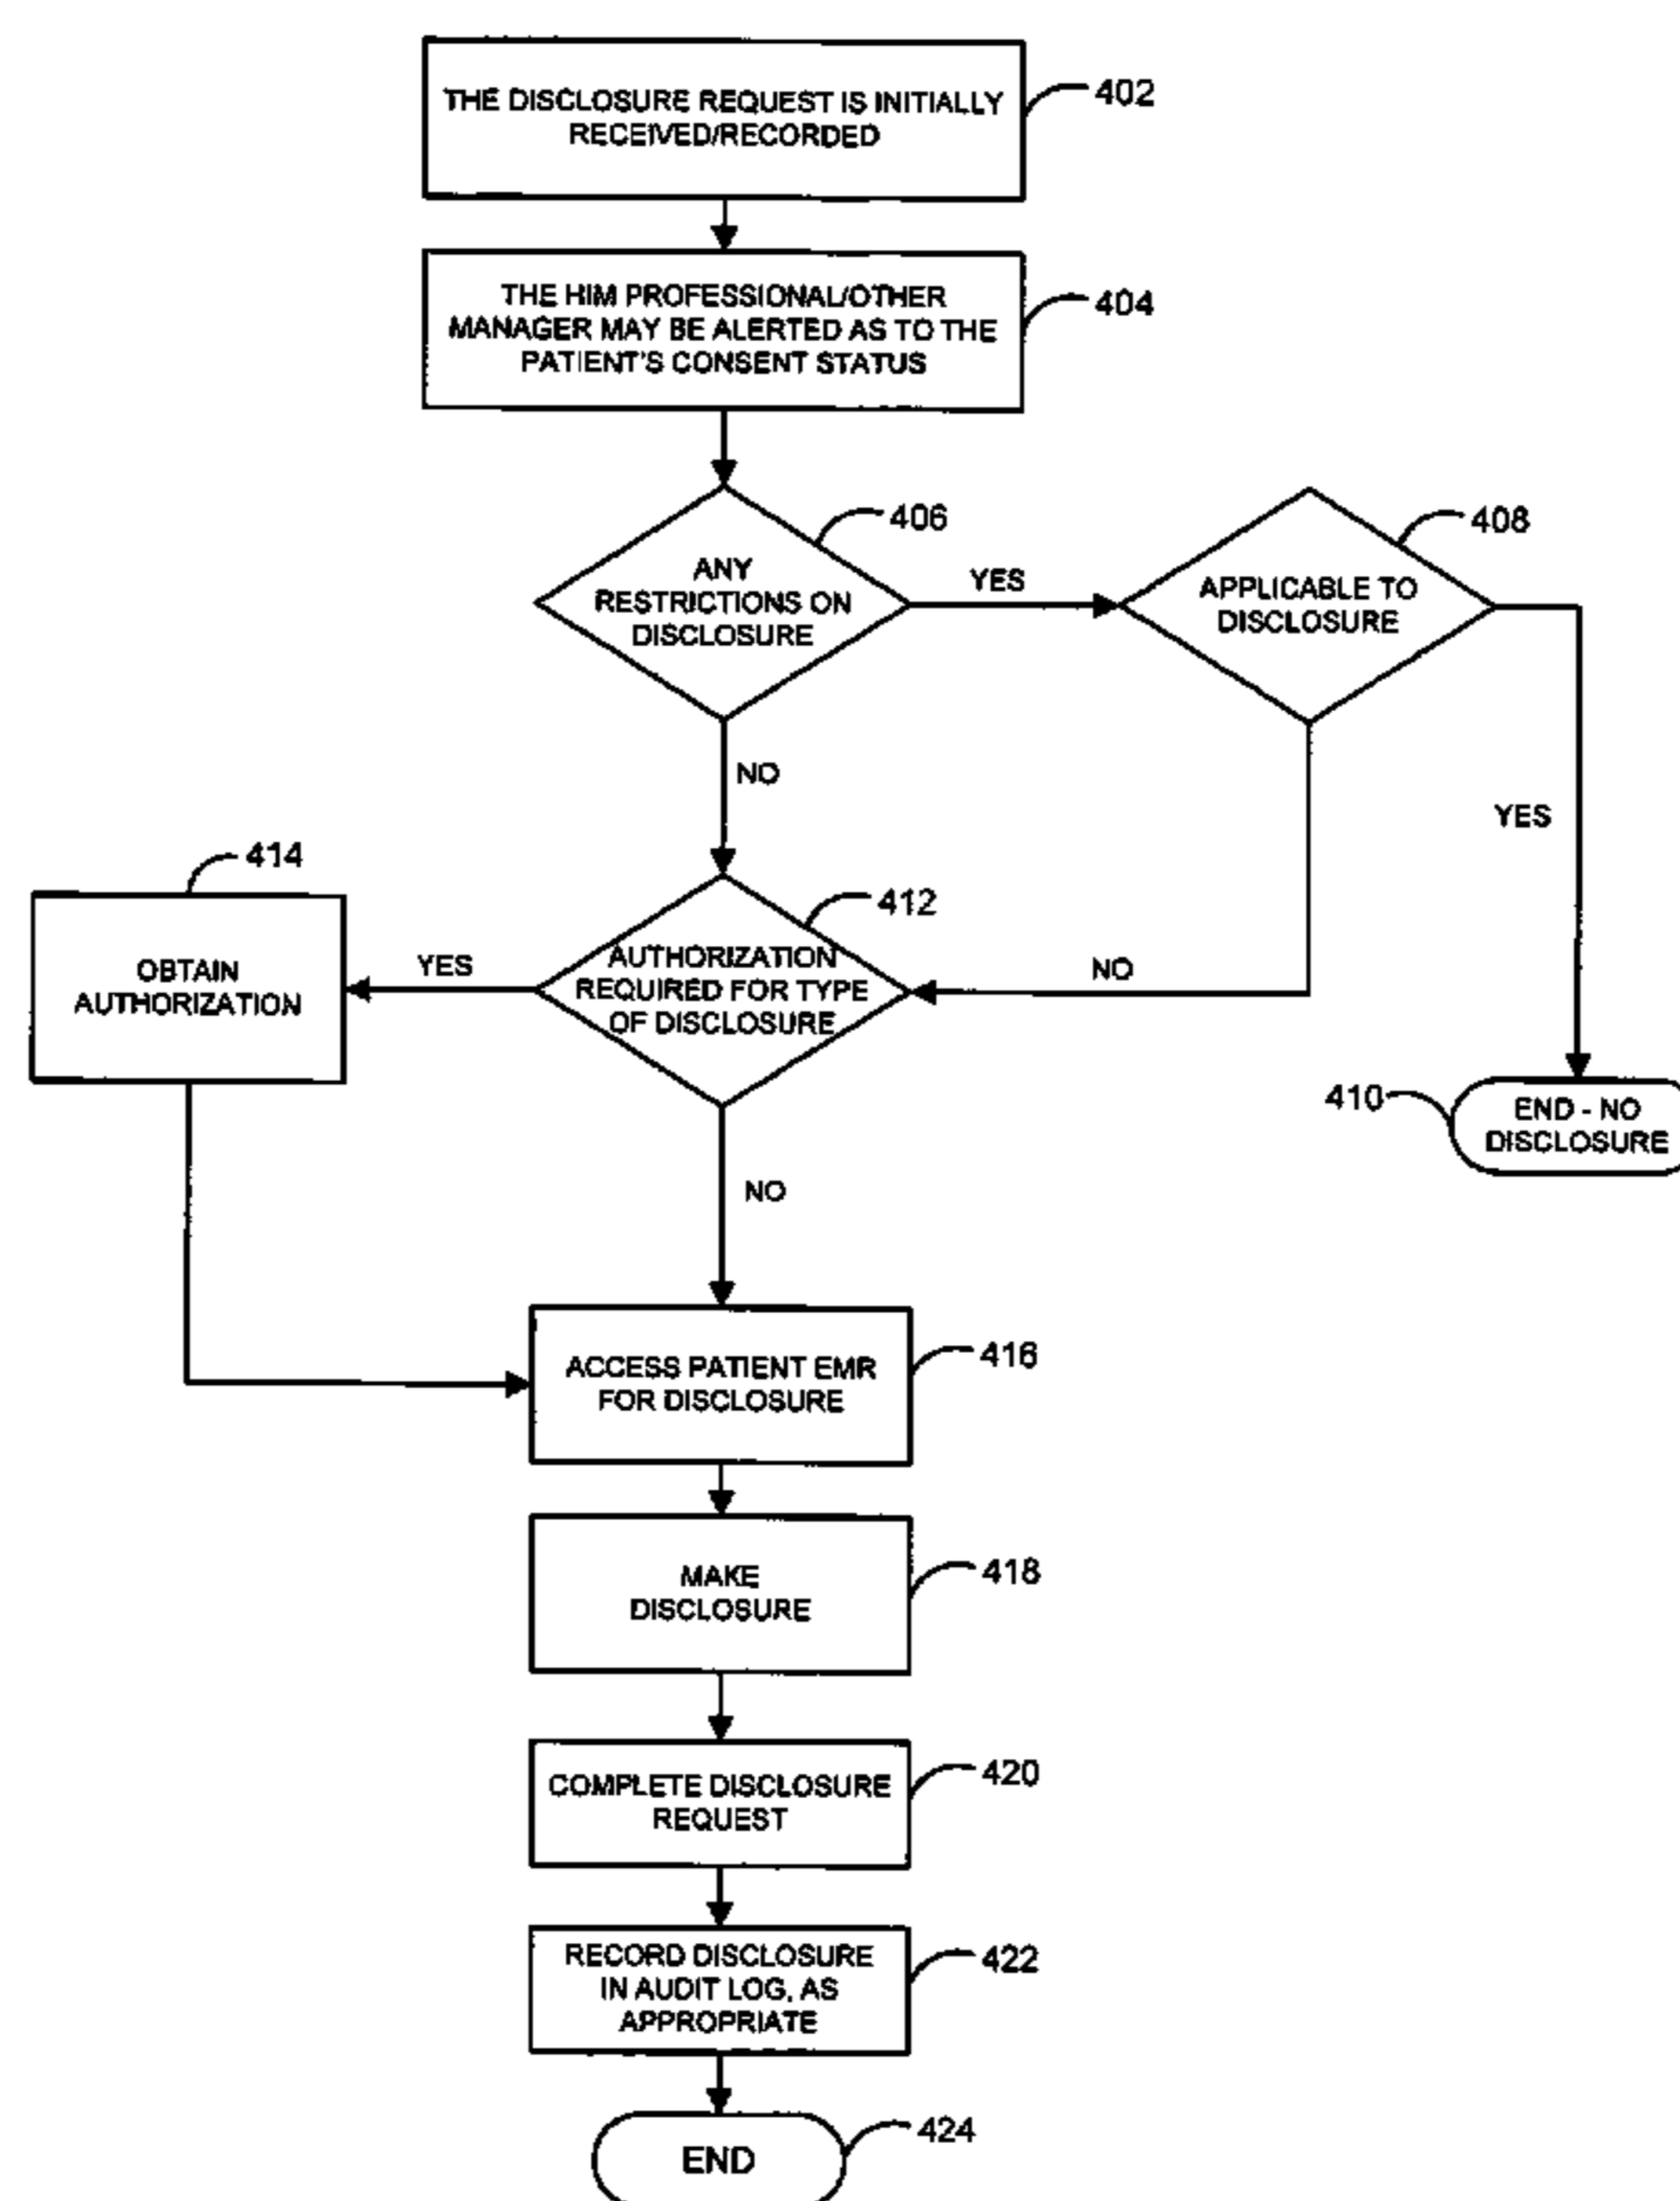 THE DISCLOSURE REQUEST IS INITIALLY
RECEIVED/RECORDED
402
THE HIM PROFESSIONAL/OTHER
MANAGER MAY BE ALERTED AS TO THE
PATIENT'S CONSENT STATUS
404
406
ANY
RESTRICTIONS ON
DISCLOSURE
YES
408
APPLICABLE TO
DISCLOSURE
NO
YES
414
OBTAIN
AUTHORIZATION
YES
412
AUTHORIZATION
REQUIRED FOR TYPE
OF DISCLOSURE
NO
410
END - NO
DISCLOSURE
NO
ACCESS PATIENT EMR
FOR DISCLOSURE
416
MAKE
DISCLOSURE
418
COMPLETE DISCLOSURE
REQUEST
420
RECORD DISCLOSURE
IN AUDIT LOG, AS
APPROPRIATE
422
END
424